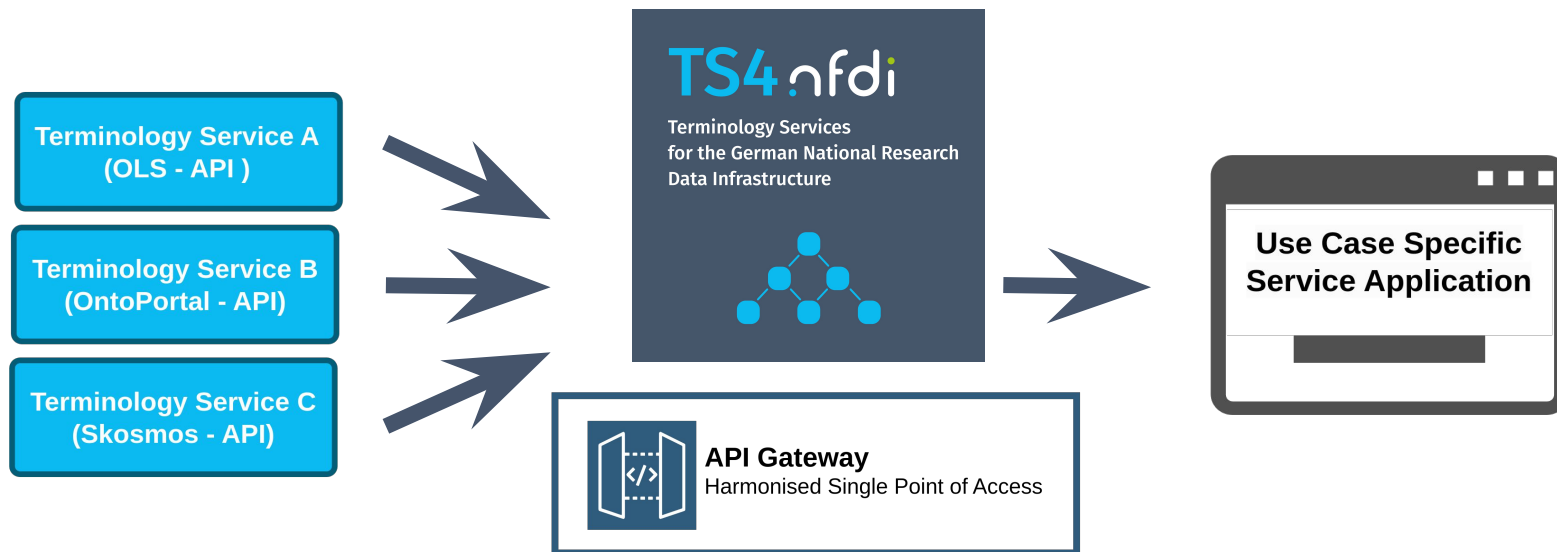 Terminology Service A
(OLS - API )
Terminology Service B
(OntoPortal - API)
Terminology Service C
(Skosmos - API)
TS4nfdi
Terminology Services
for the German National Research
Data Infrastructure
</>
API Gateway
Harmonised Single Point of Access
Use Case Specific
Service Application